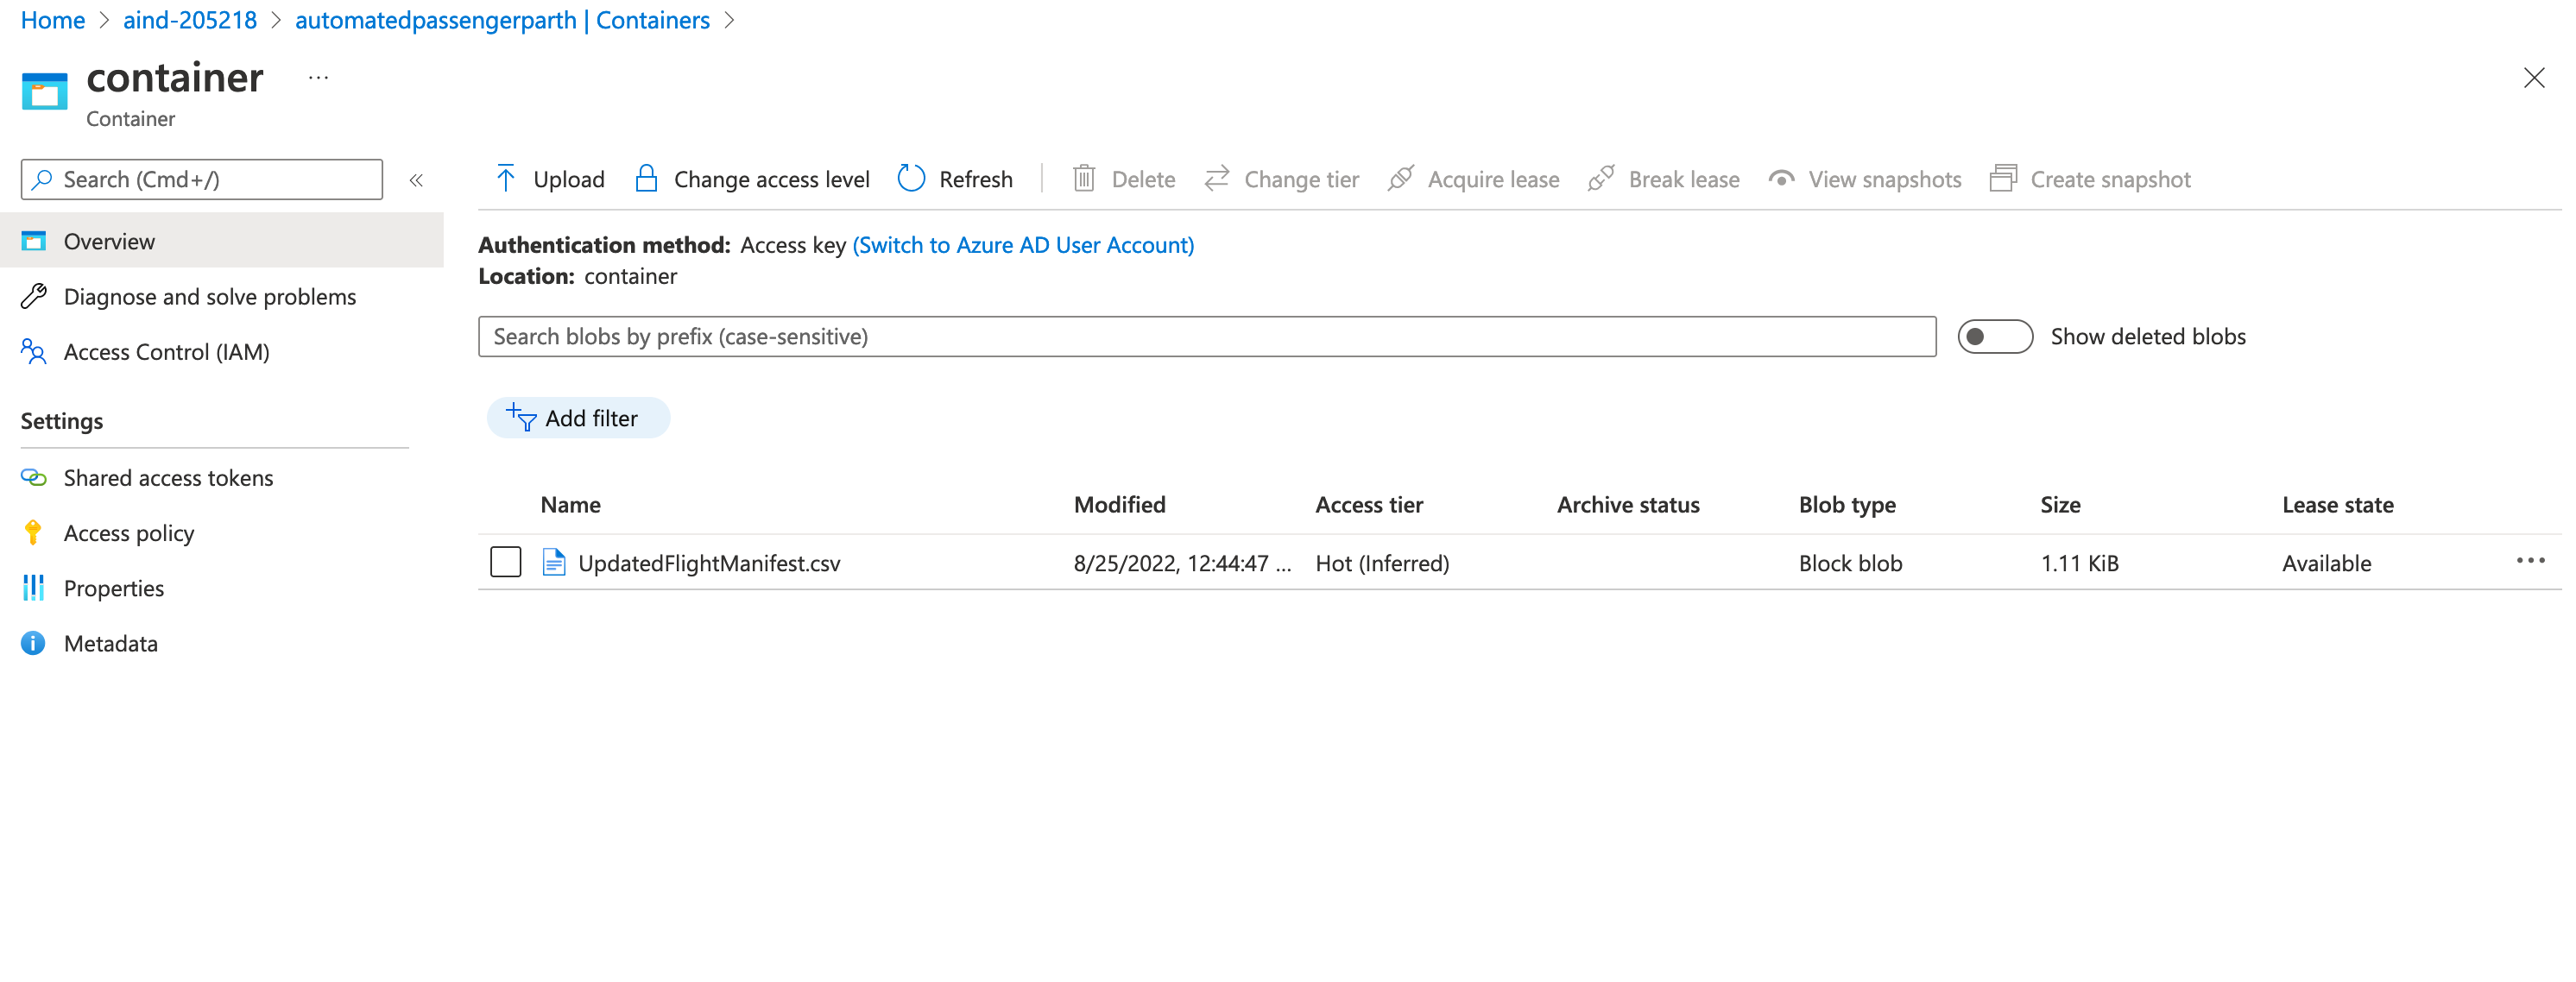 Home > aind-205218 > automatedpassengerparth | Containers >
container ...
Container
Search (Cmd+/) «
Overview
Diagnose and solve problems
Access Control (IAM)
Settings
Shared access tokens
Access policy
Properties
Metadata
Upload Change access level Refresh Delete Change tier Acquire lease Break lease View snapshots Create snapshot
Authentication method: Access key (Switch to Azure AD User Account)
Location: container
Search blobs by prefix (case-sensitive) Show deleted blobs
Add filter
Name Modified Access tier Archive status Blob type Size Lease state
UpdatedFlightManifest.csv 8/25/2022, 12:44:47 ... Hot (Inferred) Block blob 1.11 KiB Available ...